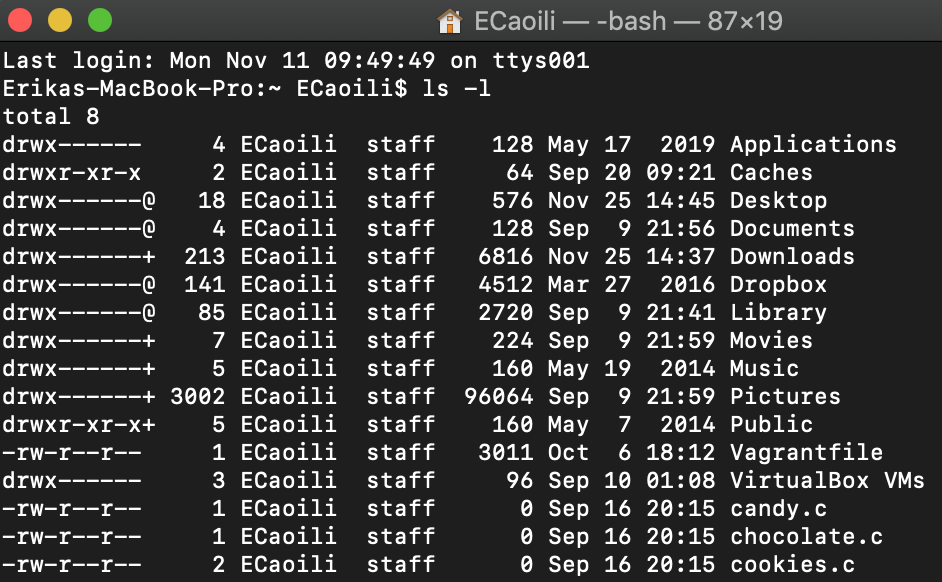 ECaoili — -bash — 87×19
Last login: Mon Nov 11 09:49:49 on ttys001
Erikas-MacBook-Pro:~ ECaoili$ ls -l
total 8
drwx------     4 ECaoili  staff    128 May 17  2019 Applications
drwxr-xr-x     2 ECaoili  staff     64 Sep 20 09:21 Caches
drwx------@   18 ECaoili  staff    576 Nov 25 14:45 Desktop
drwx------@    4 ECaoili  staff    128 Sep  9 21:56 Documents
drwx------+  213 ECaoili  staff   6816 Nov 25 14:37 Downloads
drwx------@  141 ECaoili  staff   4512 Mar 27  2016 Dropbox
drwx------@   85 ECaoili  staff   2720 Sep  9 21:41 Library
drwx------+    7 ECaoili  staff    224 Sep  9 21:59 Movies
drwx------+    5 ECaoili  staff    160 May 19  2014 Music
drwx------+ 3002 ECaoili  staff  96064 Sep  9 21:59 Pictures
drwxr-xr-x+    5 ECaoili  staff    160 May  7  2014 Public
-rw-r--r--     1 ECaoili  staff   3011 Oct  6 18:12 Vagrantfile
drwx------     3 ECaoili  staff     96 Sep 10 01:08 VirtualBox VMs
-rw-r--r--     1 ECaoili  staff      0 Sep 16 20:15 candy.c
-rw-r--r--     1 ECaoili  staff      0 Sep 16 20:15 chocolate.c
-rw-r--r--     2 ECaoili  staff      0 Sep 16 20:15 cookies.c